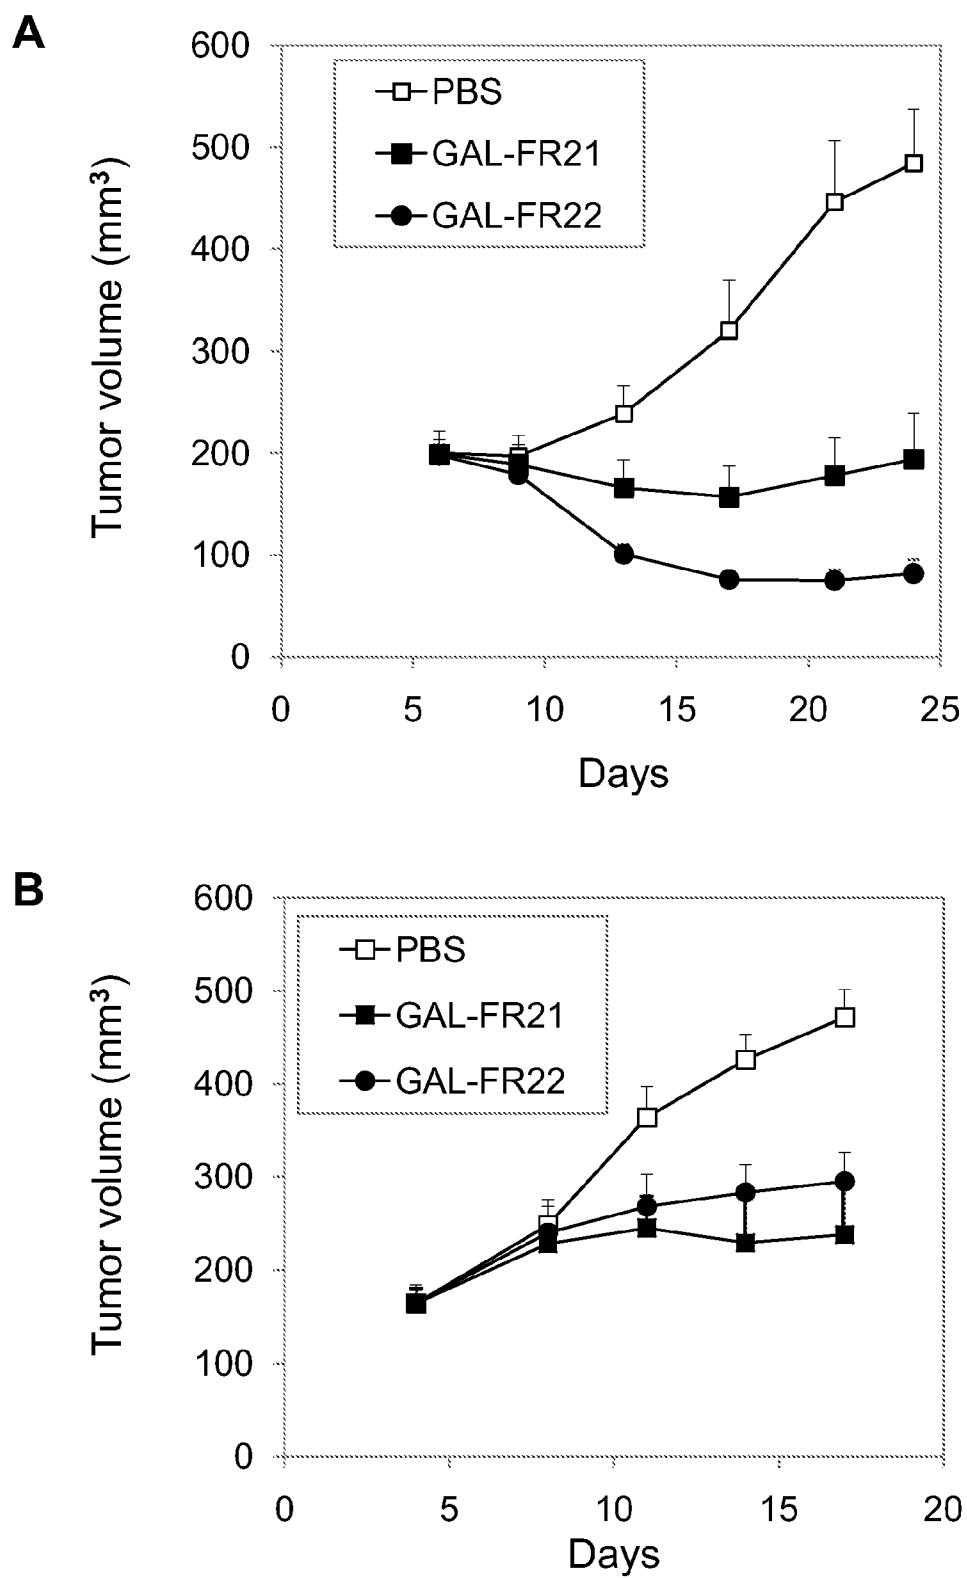 A
600
500
400
300
200
100
0
Tumor volume (mm³)
PBS
GAL-FR21
GAL-FR22
0 5 10 15 20 25
Days
B
600
500
400
300
200
100
0
Tumor volume (mm³)
PBS
GAL-FR21
GAL-FR22
0 5 10 15 20
Days